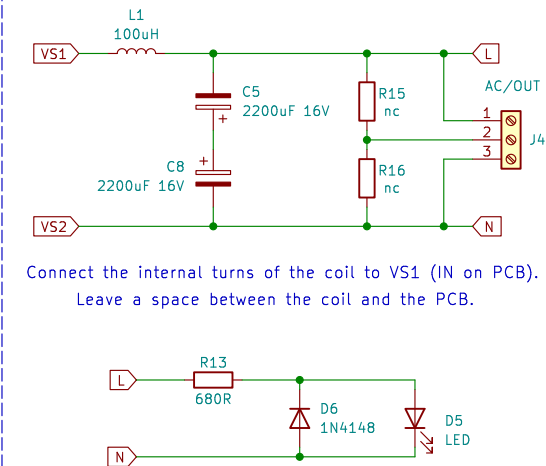 L1
100uH
VS1
L
C5
2200uF 16V
+
R15
nc
AC/OUT
1
2
3
J4
+
C8
2200uF 16V
R16
nc
VS2
N
Connect the internal turns of the coil to VS1 (IN on PCB).
Leave a space between the coil and the PCB.
R13
L
680R
D6
1N4148
D5
LED
N